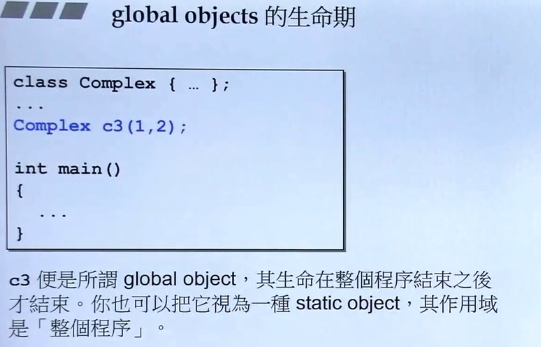 global objects 的生命期
class Complex { … };
...
Complex c3(1,2);
int main()
{
...
}
c3 便是所謂 global object，其生命在整個程序結束之後
才結束。你也可以把它視為一種 static object，其作用域
是「整個程序」。